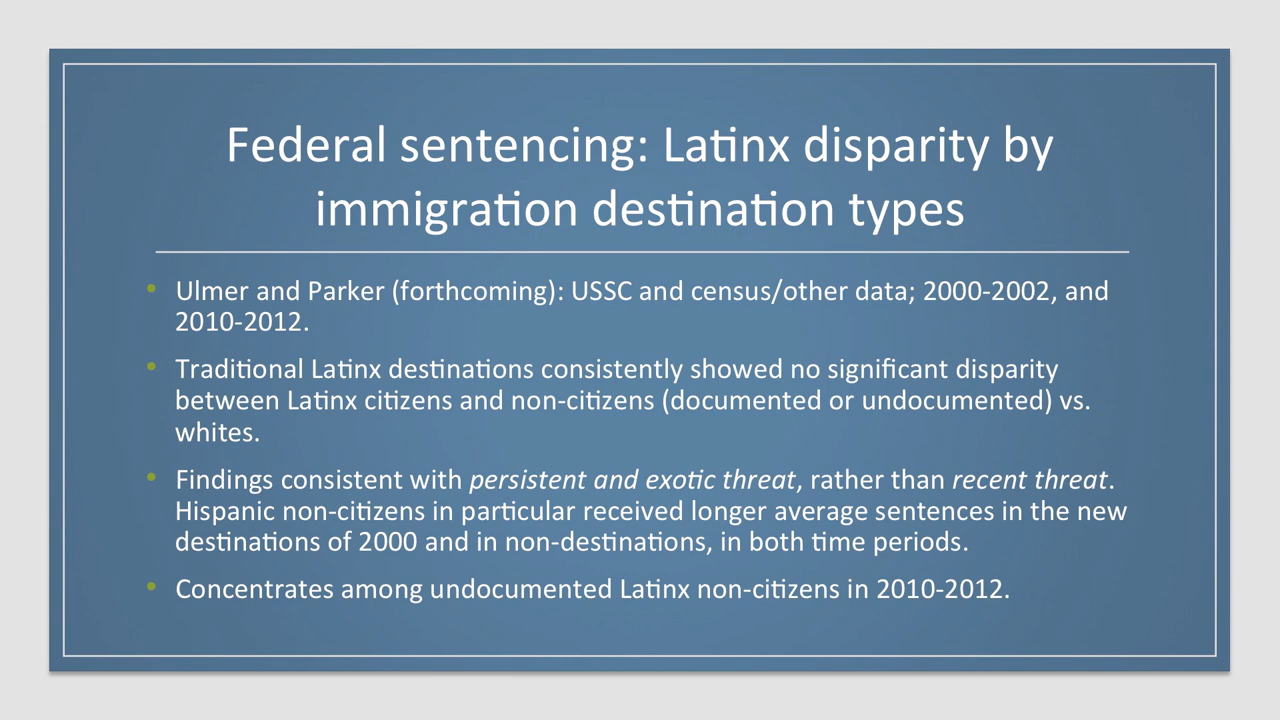 Federal sentencing: Latinx disparity by
immigration destination types
• Ulmer and Parker (forthcoming): USSC and census/other data; 2000-2002, and
2010-2012.
• Traditional Latinx destinations consistently showed no significant disparity
between Latinx citizens and non-citizens (documented or undocumented) vs.
whites.
• Findings consistent with persistent and exotic threat, rather than recent threat.
Hispanic non-citizens in particular received longer average sentences in the new
destinations of 2000 and in non-destinations, in both time periods.
• Concentrates among undocumented Latinx non-citizens in 2010-2012.